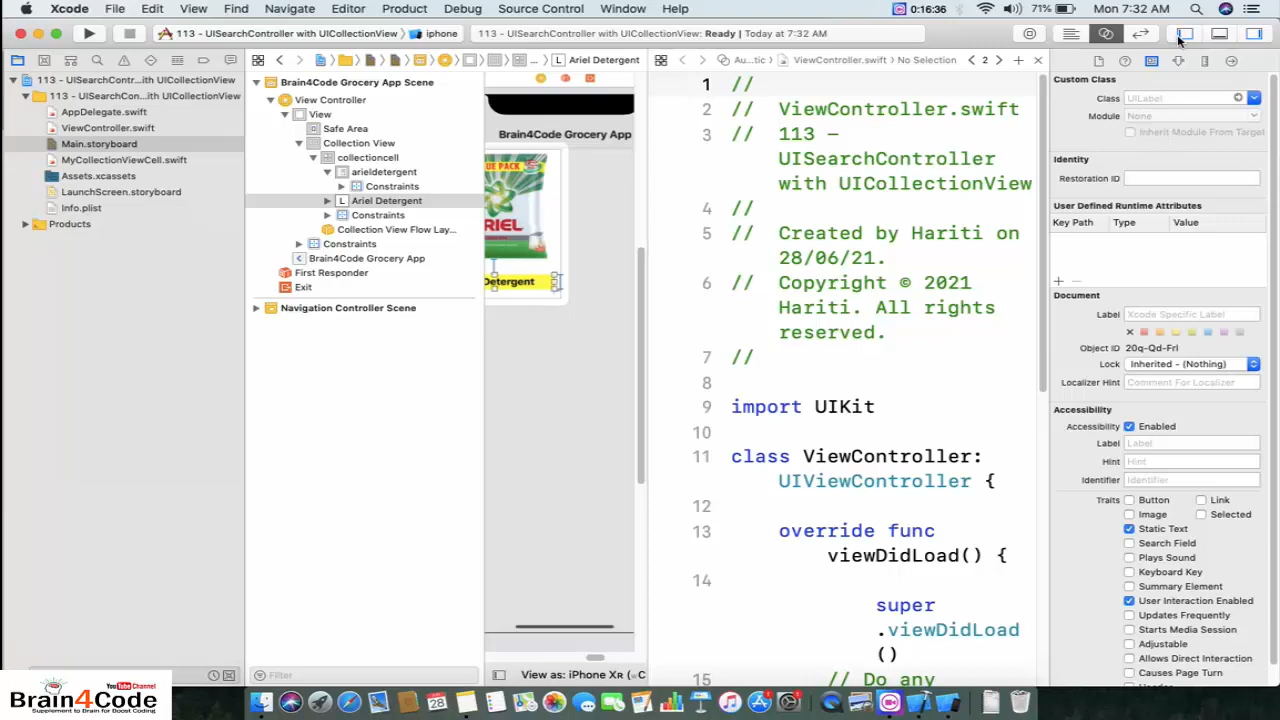 Xcode File Edit View Find Navigate Editor Product Debug Source Control Window Help 0:16:36 71% Mon 7:32 AM
113 - UISearchController with UICollectionView iphone 113 - UISearchController with UICollectionView: Ready | Today at 7:32 AM
Ariel Detergent Au...tic ViewController.swift No Selection 2
113 - UISearchContr...ith UICollectionView
113 - UISearchCon...ith UICollectionView
AppDelegate.swift
ViewController.swift
Main.storyboard
MyCollectionViewCell.swift
Assets.xcassets
LaunchScreen.storyboard
Info.plist
Products
Brain4Code Grocery App Scene
View Controller
View
Safe Area
Collection View
collectioncell
arieldetergent
Constraints
L Ariel Detergent
Constraints
Collection View Flow Lay...
Constraints
Brain4Code Grocery App
First Responder
Exit
Navigation Controller Scene
Filter
Brain4Code Grocery App
UE PACK
RIEL
Detergent
View as: iPhone XR (wC
1 //
2 // ViewController.swift
3 // 113 -
UISearchController
with UICollectionView
4 //
5 // Created by Hariti on
28/06/21.
6 // Copyright © 2021
Hariti. All rights
reserved.
7 //
8
9 import UIKit
10
11 class ViewController:
UIViewController {
12
13 override func
viewDidLoad() {
14
super
.viewDidLoad
()
15 // Do any
Custom Class
Class UILabel
Module None
Inherit Module From Target
Identity
Restoration ID
User Defined Runtime Attributes
Key Path Type Value
Document
Label Xcode Specific Label
Object ID 20q-Qd-Frl
Lock Inherited - (Nothing)
Localizer Hint Comment For Localizer
Accessibility
Accessibility Enabled
Label Label
Hint Hint
Identifier Identifier
Traits Button Link
Image Selected
Static Text
Search Field
Plays Sound
Keyboard Key
Summary Element
User Interaction Enabled
Updates Frequently
Starts Media Session
Adjustable
Allows Direct Interaction
Causes Page Turn
YouTube Channel
Brain4Code
Supplement to Brain for Boost Coding
28